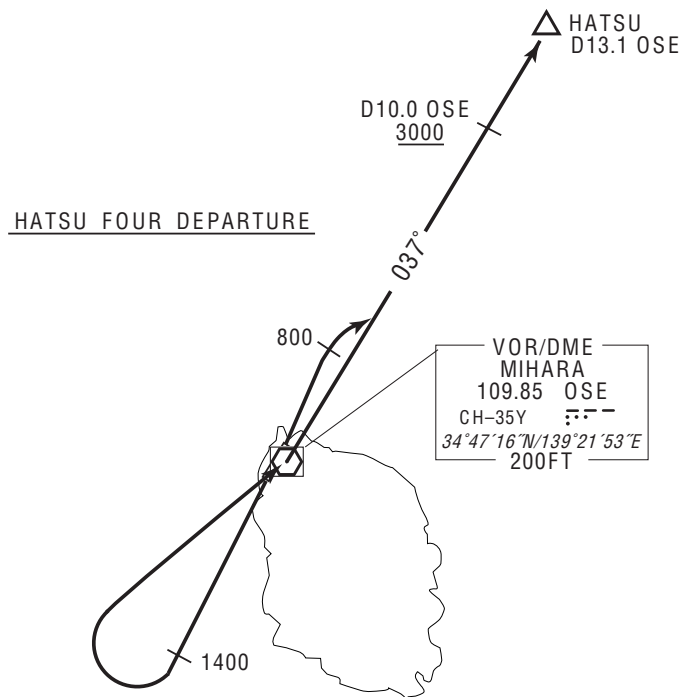 HATSU
D13.1 OSE
D10.0 OSE
3000
HATSU FOUR DEPARTURE
037°
800
VOR/DME
MIHARA
109.85 OSE
CH–35Y
34°47´16˝N/139°21´53˝E
200FT
1400